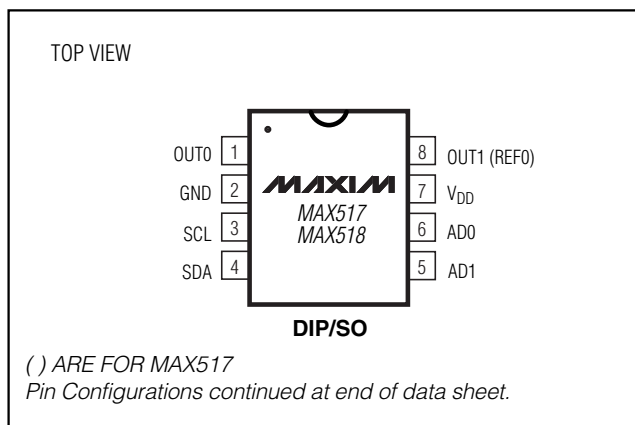 TOP VIEW
OUT0 1
GND 2
SCL 3
SDA 4
MAXIM
MAX517
MAX518
8 OUT1 (REF0)
7 VDD
6 AD0
5 AD1
DIP/SO
( ) ARE FOR MAX517
Pin Configurations continued at end of data sheet.